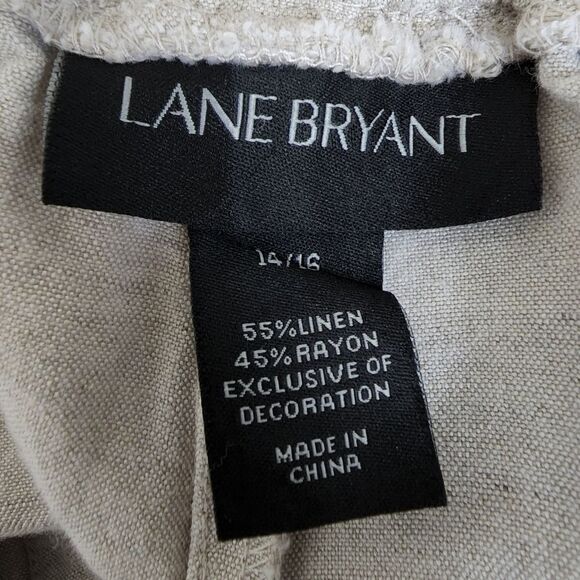 LANE BRYANT
14/16
55%LINEN
45%RAYON
EXCLUSIVE OF
DECORATION
MADE IN
CHINA